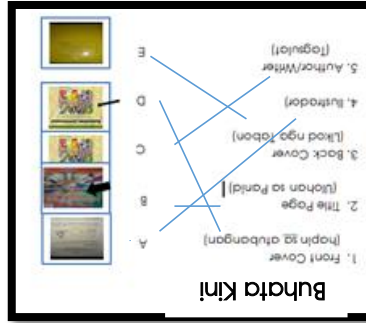 Buhata Kini
1. Front Cover
(hapin sa atubangan)
A
2. Title Page
(Ulohan sa Panid)
B
3. Back Cover
(Likod nga Tabon)
C
4. Ilustrador)
D
5. Author/Writer
(Tagsulat)
E